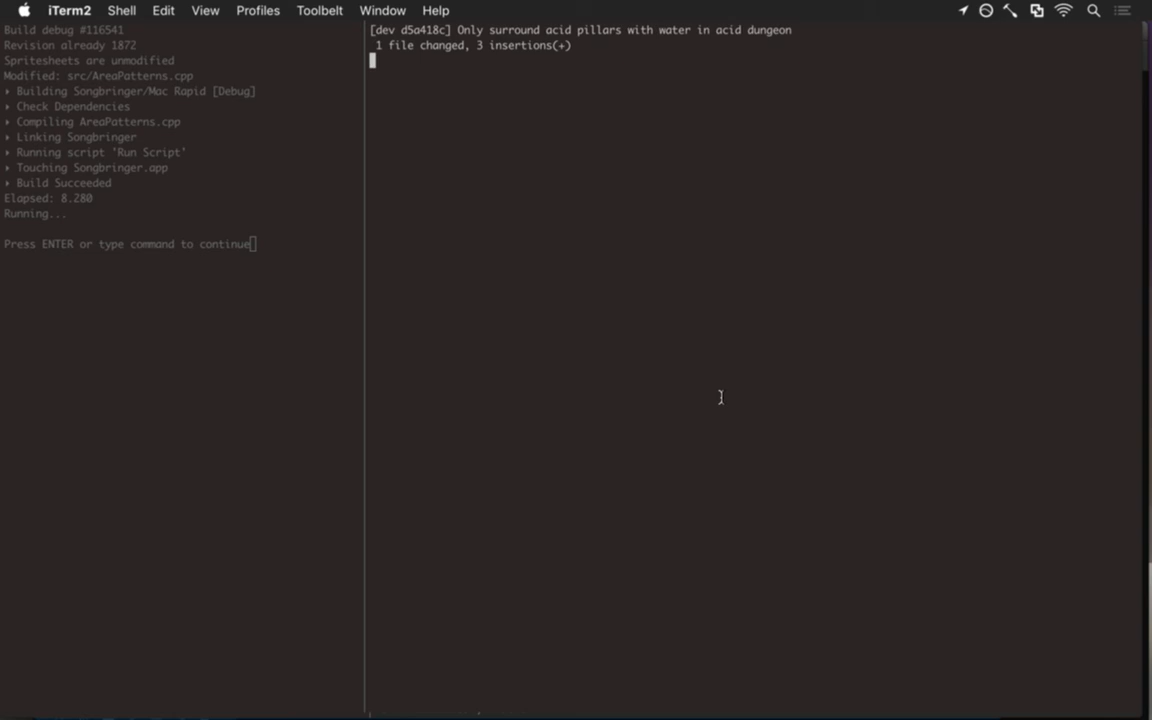 iTerm2 Shell Edit View Profiles Toolbelt Window Help
Build debug #116541
Revision already 1872
Spritesheets are unmodified
Modified: src/AreaPatterns.cpp
Building Songbringer/Mac Rapid [Debug]
Check Dependencies
Compiling AreaPatterns.cpp
Linking Songbringer
Running script 'Run Script'
Touching Songbringer.app
Build Succeeded
Elapsed: 8.280
Running...
Press ENTER or type command to continue
[dev d5a418c] Only surround acid pillars with water in acid dungeon
1 file changed, 3 insertions(+)